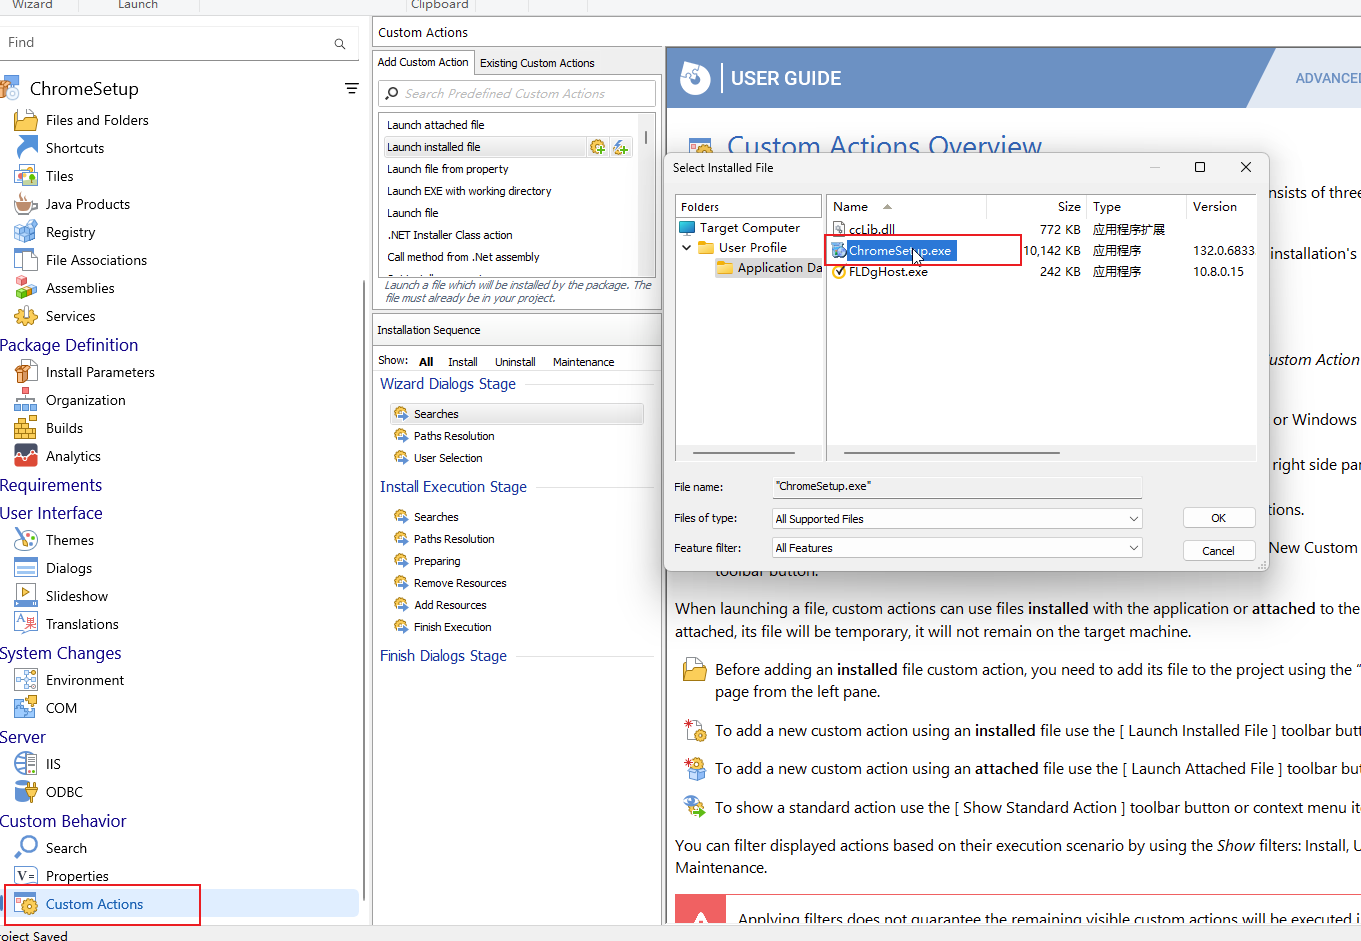 Wizard
Launch
Clipboard
Find
ChromeSetup
Files and Folders
Shortcuts
Tiles
Java Products
Registry
File Associations
Assemblies
Services
Package Definition
Install Parameters
Organization
Builds
Analytics
Requirements
User Interface
Themes
Dialogs
Slideshow
Translations
System Changes
Environment
COM
Server
IIS
ODBC
Custom Behavior
Search
Properties
Custom Actions
roject Saved
Custom Actions
Add Custom Action
Existing Custom Actions
Search Predefined Custom Actions
Launch attached file
Launch installed file
Launch file from property
Launch EXE with working directory
Launch file
.NET Installer Class action
Call method from .Net assembly
Launch a file which will be installed by the package. The
file must already be in your project.
Installation Sequence
Show: All Install Uninstall Maintenance
Wizard Dialogs Stage
Searches
Paths Resolution
User Selection
Install Execution Stage
Searches
Paths Resolution
Preparing
Remove Resources
Add Resources
Finish Execution
Finish Dialogs Stage
USER GUIDE
ADVANCED
Custom Actions Overview
Select Installed File
Folders
Target Computer
User Profile
Application Da
Name Size Type Version
ccLib.dll 772 KB 应用程序扩展
ChromeSetup.exe 10,142 KB 应用程序 132.0.6833
FLDgHost.exe 242 KB 应用程序 10.8.0.15
File name: "ChromeSetup.exe"
Files of type: All Supported Files
Feature filter: All Features
OK
Cancel
nsists of three
installation's
ustom Action
or Windows
right side pa
ions.
New Custom
toolbar button.
When launching a file, custom actions can use files installed with the application or attached to the
attached, its file will be temporary, it will not remain on the target machine.
Before adding an installed file custom action, you need to add its file to the project using the “
page from the left pane.
To add a new custom action using an installed file use the [ Launch Installed File ] toolbar but
To add a new custom action using an attached file use the [ Launch Attached File ] toolbar bu
To show a standard action use the [ Show Standard Action ] toolbar button or context menu it
You can filter displayed actions based on their execution scenario by using the Show filters: Install, U
Maintenance.
Applying filters does not guarantee the remaining visible custom actions will be executed i